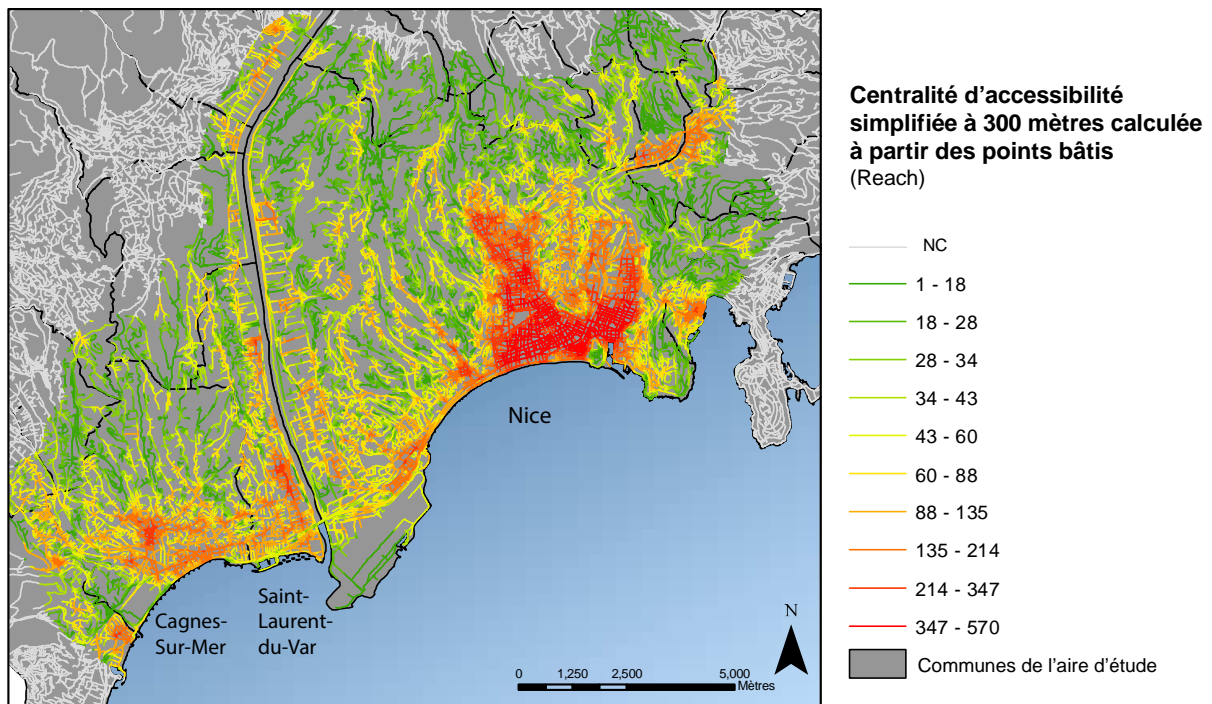 Nice
Cagnes-
Sur-Mer
Saint-
Laurent-
du-Var
N
0 1,250 2,500 5,000
Mètres
Centralité d'accessibilité
simplifiée à 300 mètres calculée
à partir des points bâtis
(Reach)
NC
1 - 18
18 - 28
28 - 34
34 - 43
43 - 60
60 - 88
88 - 135
135 - 214
214 - 347
347 - 570
Communes de l'aire d'étude